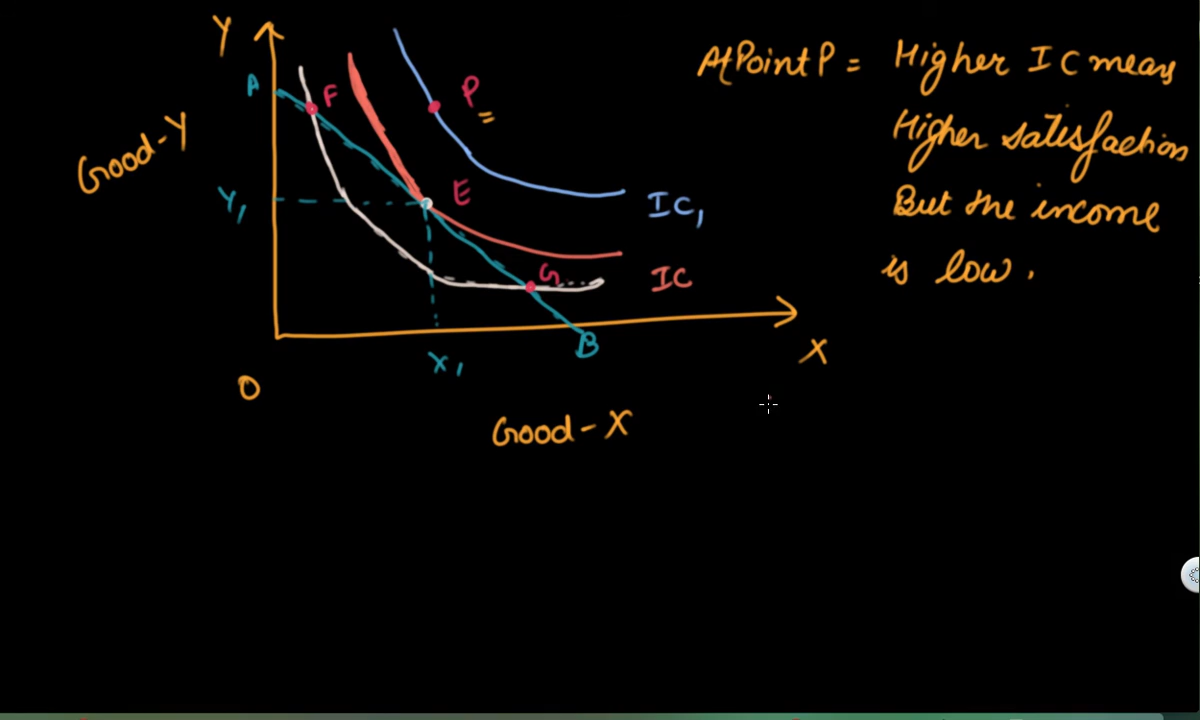 Y
A
F
P
=
Good-Y
E
Y1
IC1
G
IC
B
X
X1
O
Good-X
At Point P = Higher IC means
Higher satisfaction
But the income
is low.